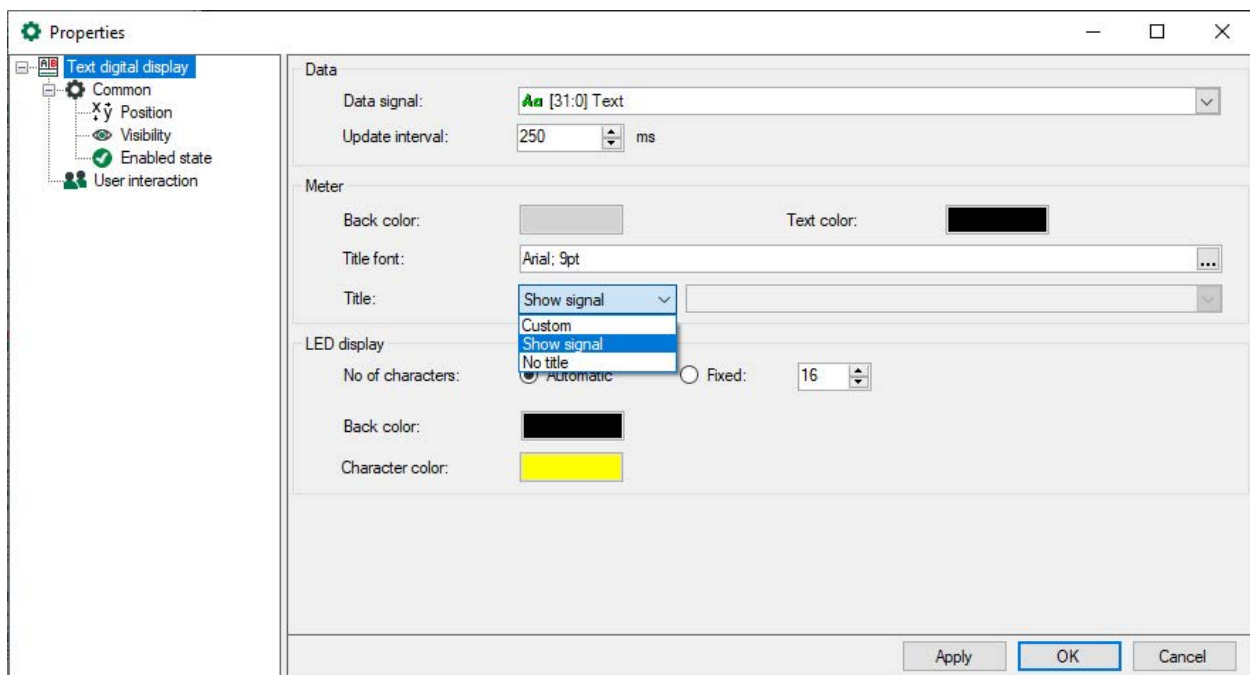 Properties
Text digital display
Common
Position
Visibility
Enabled state
User interaction
Data
Data signal: Aa [31:0] Text
Update interval: 250 ms
Meter
Back color: Text color:
Title font: Arial; 9pt ...
Title: Show signal
Custom
Show signal
No title
LED display
No of characters: Automatic Fixed: 16
Back color:
Character color:
Apply OK Cancel